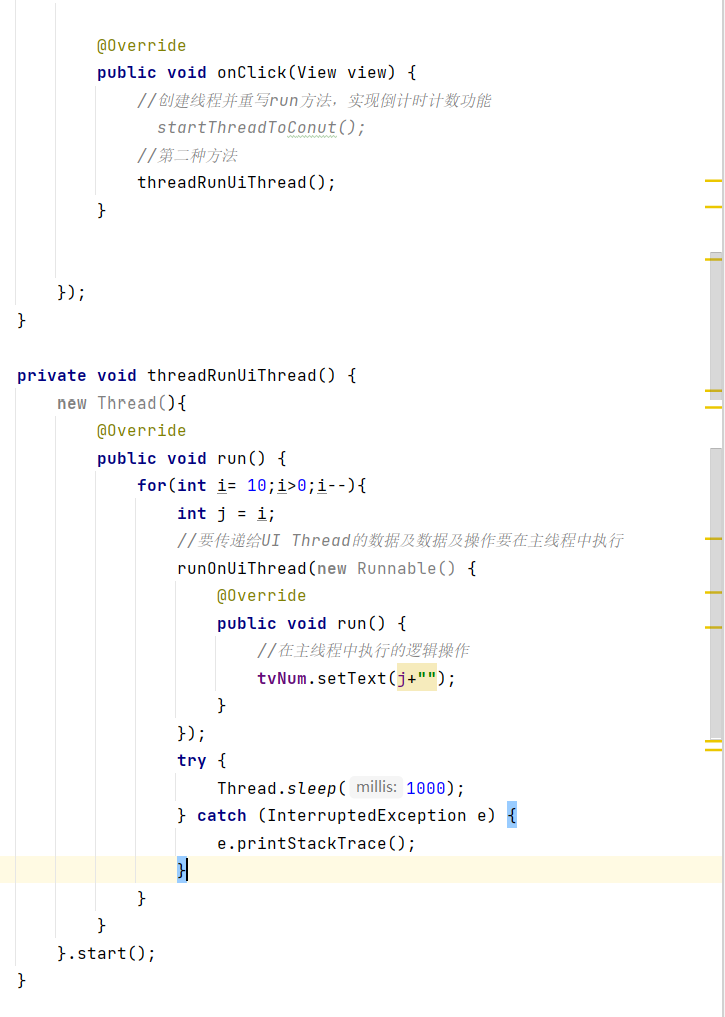 @Override
public void onClick(View view) {
//创建线程并重写run方法，实现倒计时计数功能
startThreadToConut();
//第二种方法
threadRunUiThread();
}
});
}
private void threadRunUiThread() {
new Thread(){
@Override
public void run() {
for(int i= 10;i>0;i--){
int j = i;
//要传递给UI Thread的数据及数据及操作要在主线程中执行
runOnUiThread(new Runnable() {
@Override
public void run() {
//在主线程中执行的逻辑操作
tvNum.setText(j+"");
}
});
try {
Thread.sleep( millis: 1000);
} catch (InterruptedException e) {
e.printStackTrace();
}
}
}
}.start();
}